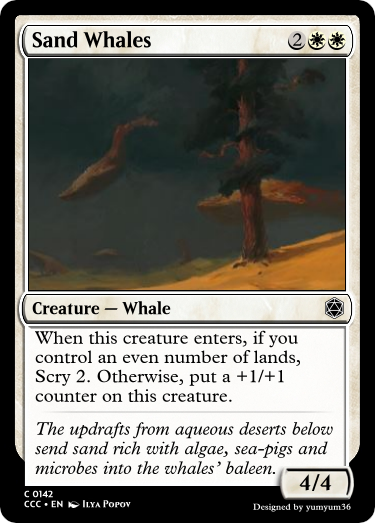 Sand Whales 2
Creature — Whale
When this creature enters, if you
control an even number of lands,
Scry 2. Otherwise, put a +1/+1
counter on this creature.
The updrafts from aqueous deserts below
send sand rich with algae, sea-pigs and
microbes into the whales' baleen.
4/4
C 0142
CCC • EN Ilya Popov
Designed by yumyum36